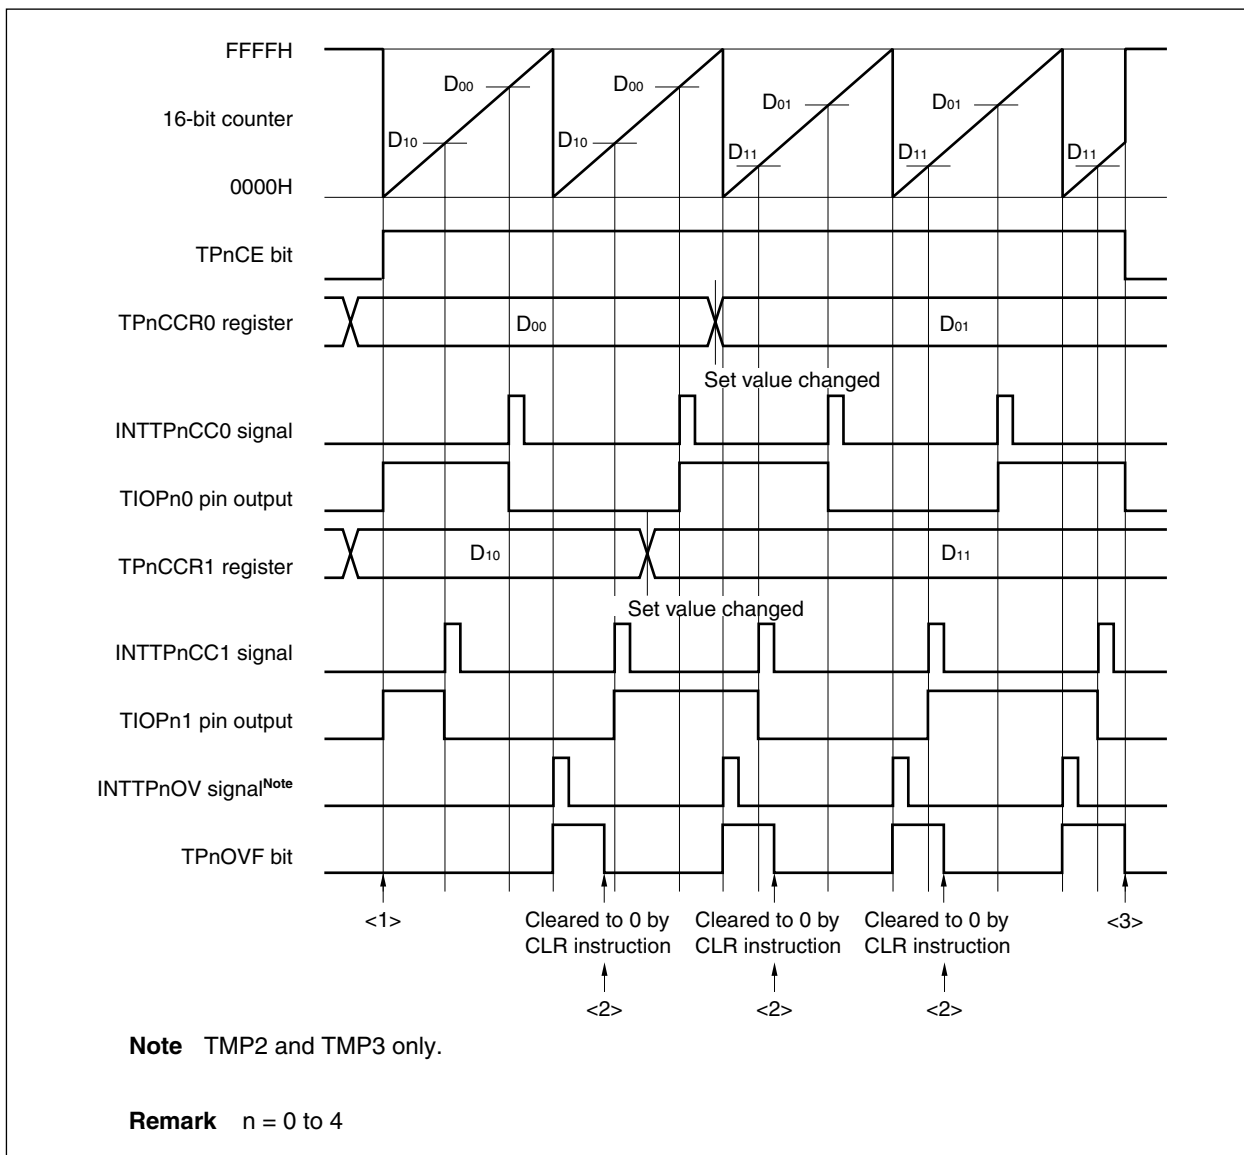 FFFFH
D00 D00 D01 D01
16-bit counter
D10 D10 D11 D11 D11
0000H
TPnCE bit
TPnCCR0 register D00 D01
Set value changed
INTTPnCC0 signal
TIOPn0 pin output
TPnCCR1 register D10 D11
Set value changed
INTTPnCC1 signal
TIOPn1 pin output
INTTPnOV signalNote
TPnOVF bit
<1> Cleared to 0 by Cleared to 0 by Cleared to 0 by <3>
CLR instruction CLR instruction CLR instruction
<2> <2> <2>
Note TMP2 and TMP3 only.
Remark n = 0 to 4